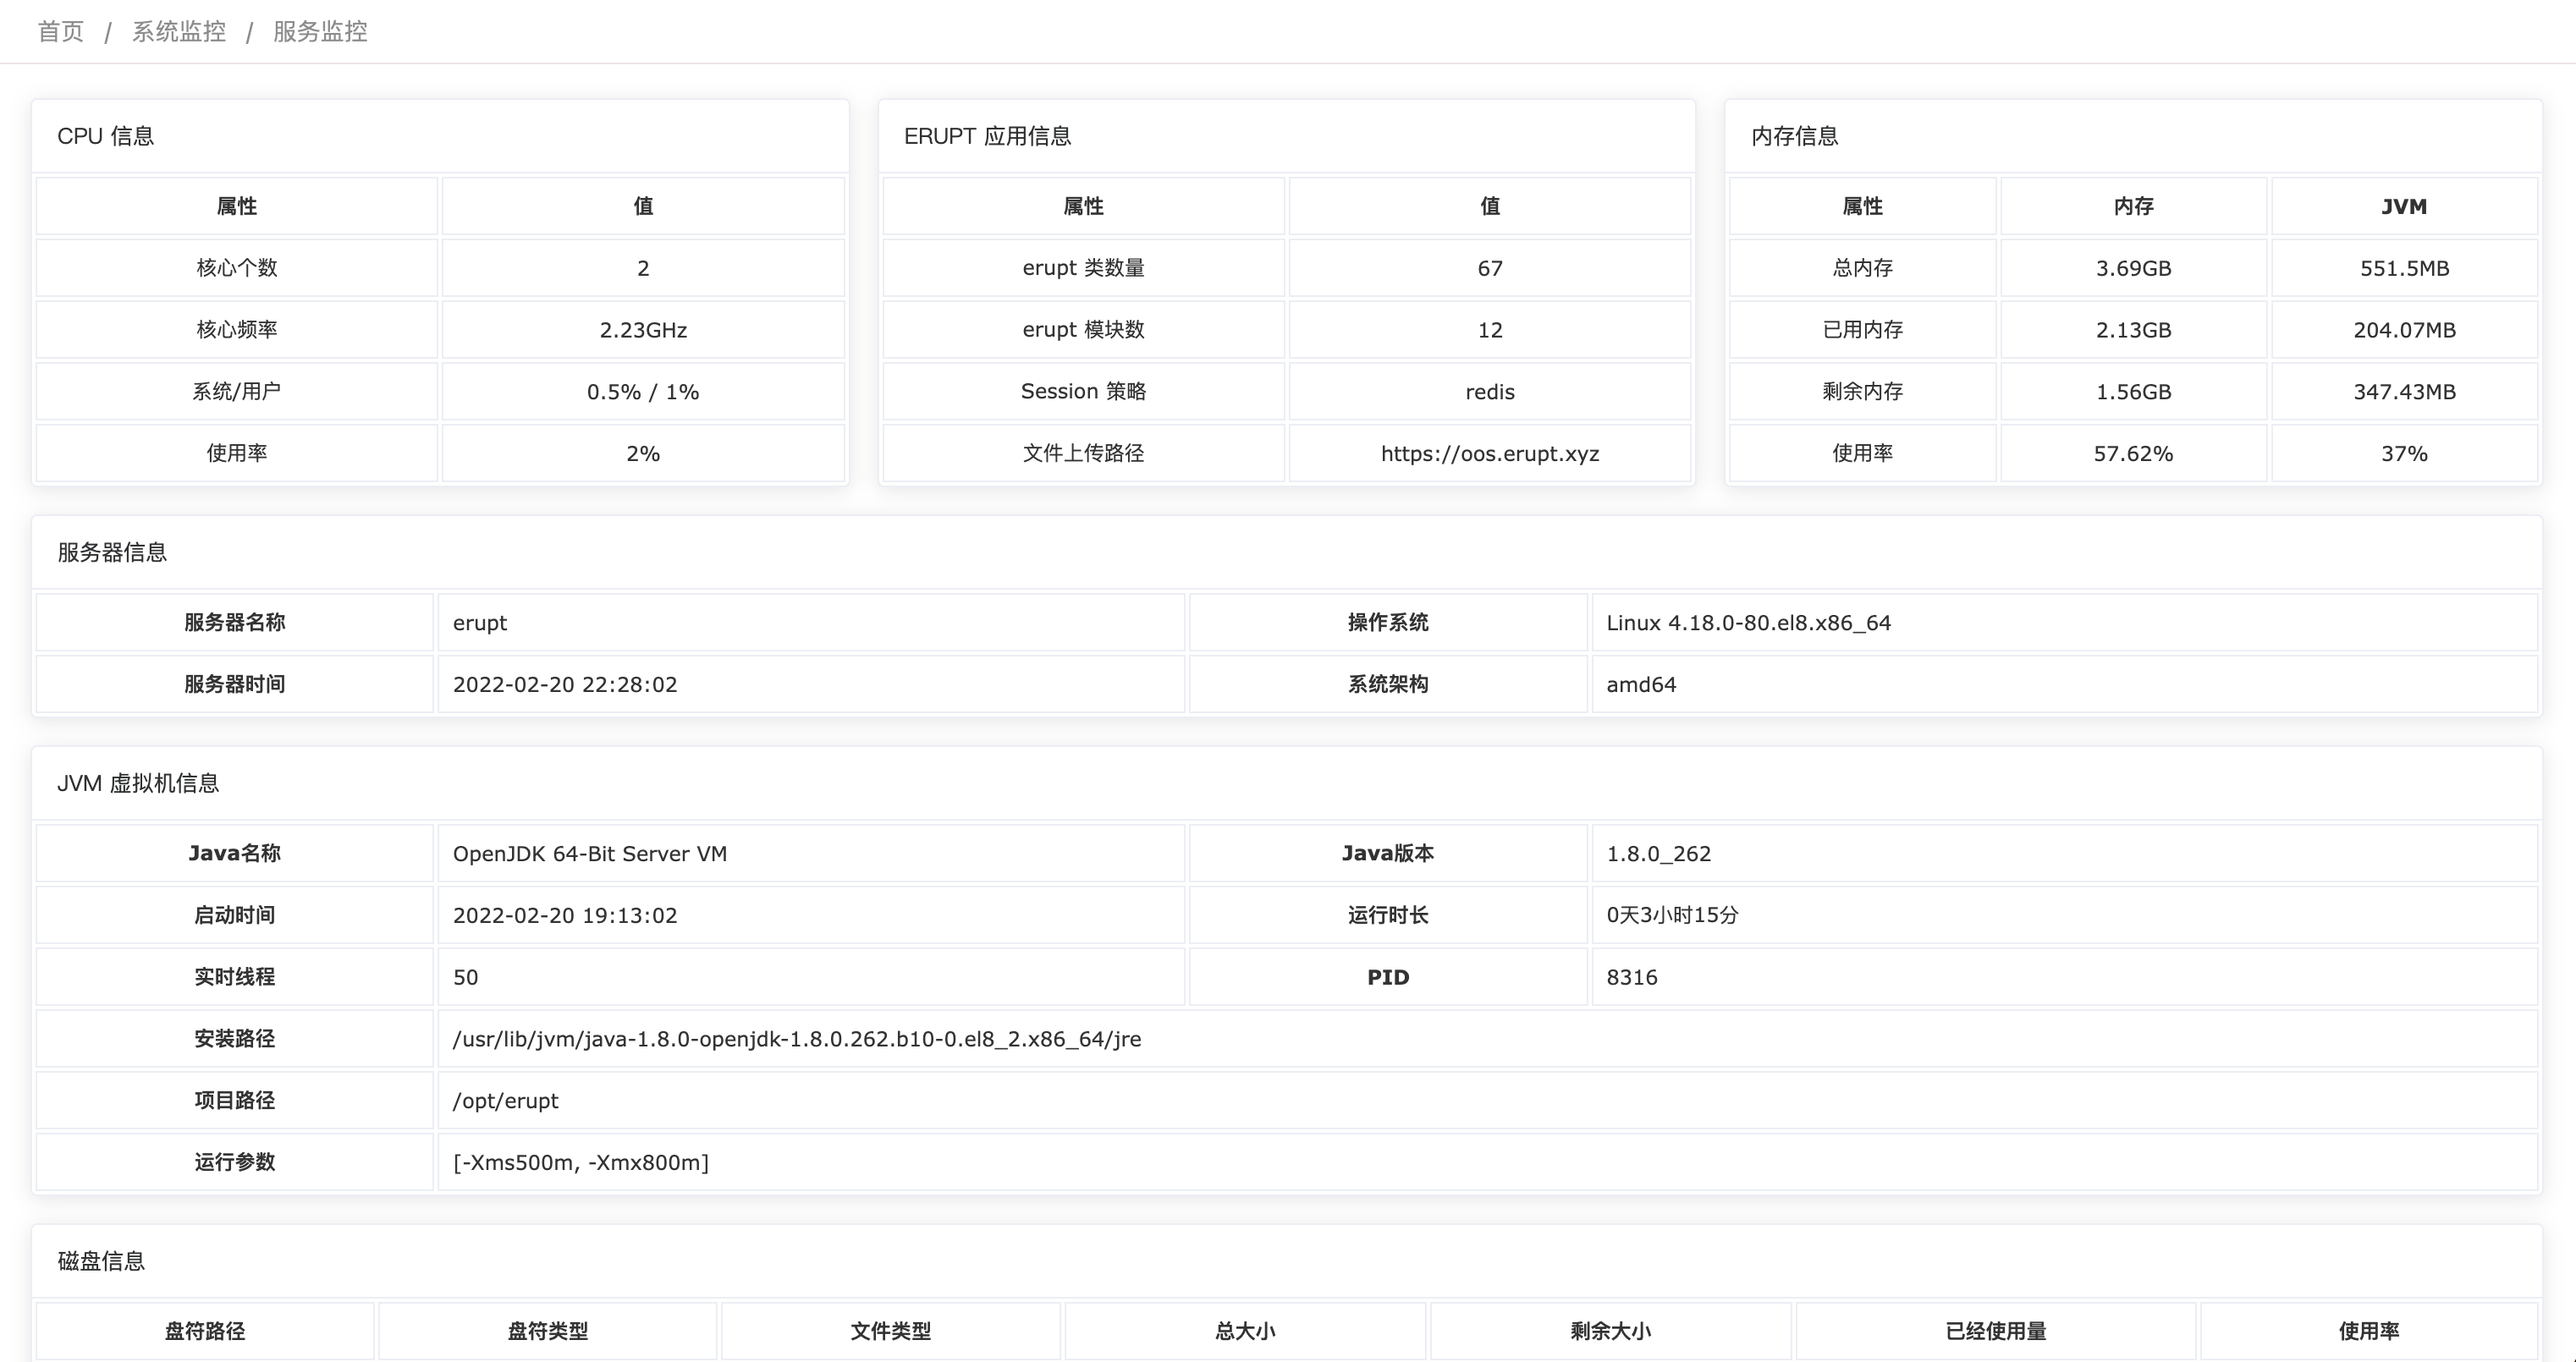 首页 / 系统监控 / 服务监控
CPU 信息
属性 值
核心个数 2
核心频率 2.23GHz
系统/用户 0.5% / 1%
使用率 2%
ERUPT 应用信息
属性 值
erupt 类数量 67
erupt 模块数 12
Session 策略 redis
文件上传路径 https://oos.erupt.xyz
内存信息
属性 内存 JVM
总内存 3.69GB 551.5MB
已用内存 2.13GB 204.07MB
剩余内存 1.56GB 347.43MB
使用率 57.62% 37%
服务器信息
服务器名称 erupt 操作系统 Linux 4.18.0-80.el8.x86_64
服务器时间 2022-02-20 22:28:02 系统架构 amd64
JVM 虚拟机信息
Java名称 OpenJDK 64-Bit Server VM Java版本 1.8.0_262
启动时间 2022-02-20 19:13:02 运行时长 0天3小时15分
实时线程 50 PID 8316
安装路径 /usr/lib/jvm/java-1.8.0-openjdk-1.8.0.262.b10-0.el8_2.x86_64/jre
项目路径 /opt/erupt
运行参数 [-Xms500m, -Xmx800m]
磁盘信息
盘符路径 盘符类型 文件类型 总大小 剩余大小 已经使用量 使用率